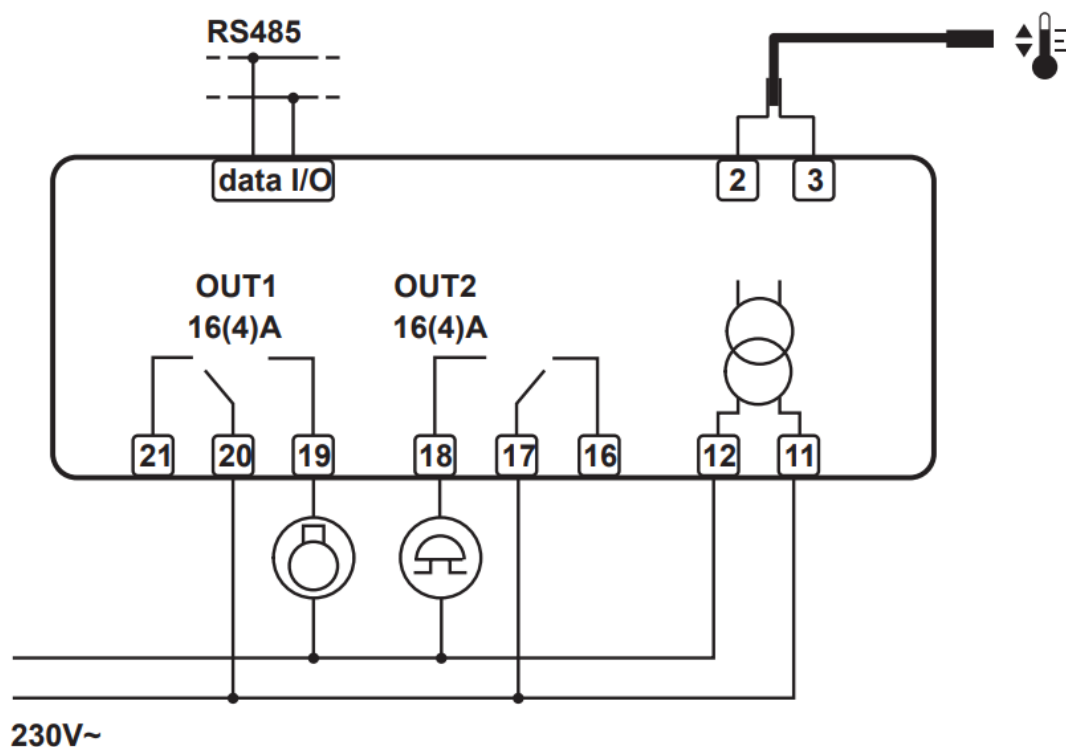 RS485
data I/O
2 3
OUT1 OUT2
16(4)A 16(4)A
21 20 19 18 17 16 12 11
230V~